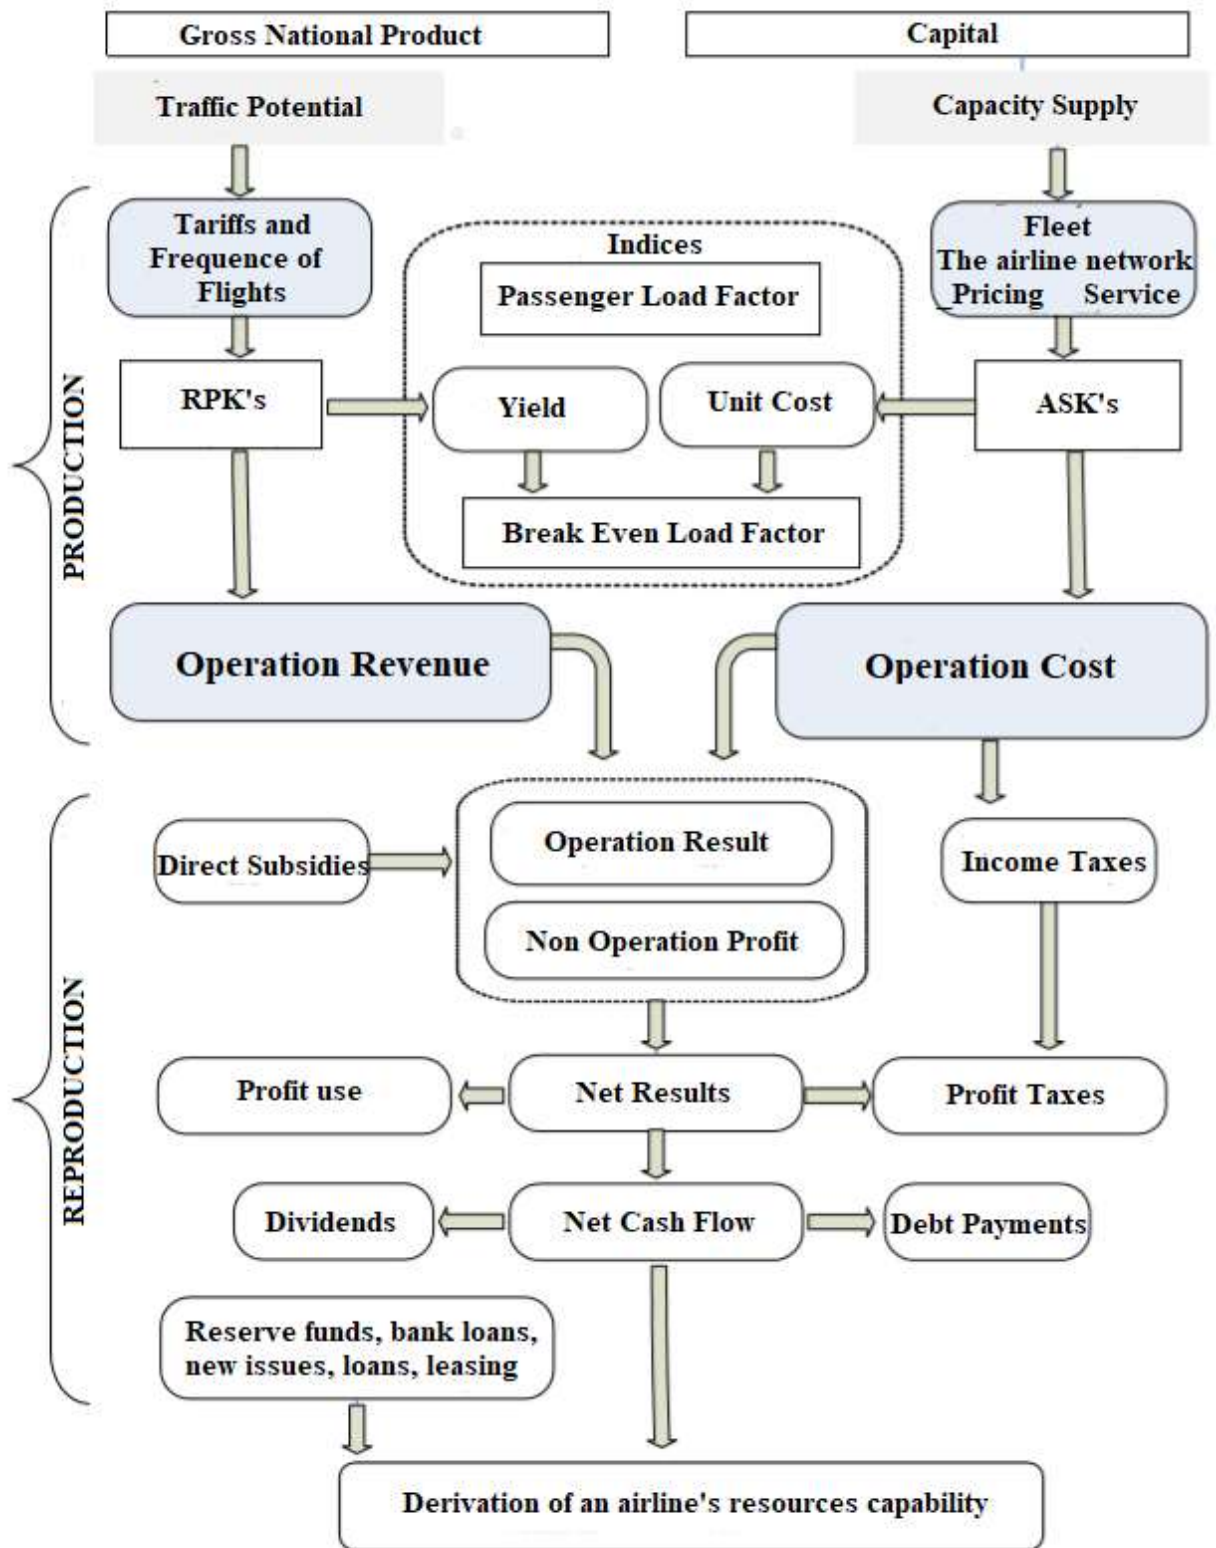 Gross National Product
Capital
Traffic Potential
Capacity Supply
Tariffs and
Frequence of
Flights
Indices
Passenger Load Factor
Fleet
The airline network
_Pricing Service
PRODUCTION
RPK's
Yield
Unit Cost
ASK's
Break Even Load Factor
Operation Revenue
Operation Cost
REPRODUCTION
Direct Subsidies
Operation Result
Income Taxes
Non Operation Profit
Profit use
Net Results
Profit Taxes
Dividends
Net Cash Flow
Debt Payments
Reserve funds, bank loans,
new issues, loans, leasing
Derivation of an airline's resources capability